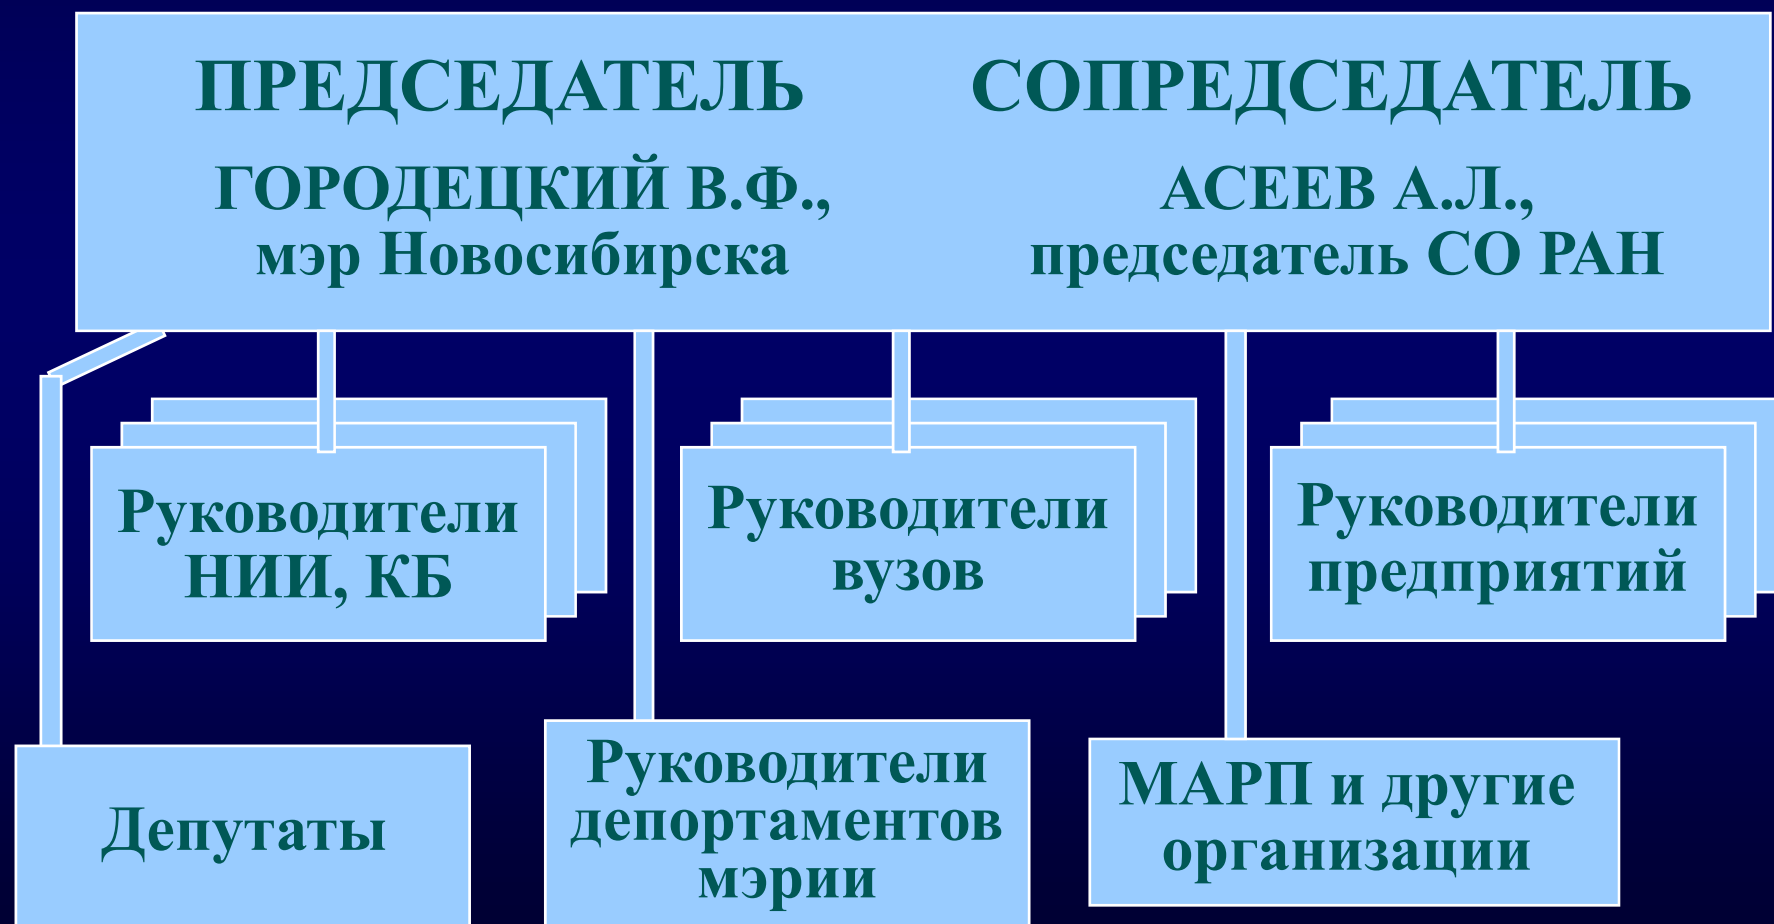 ПРЕДСЕДАТЕЛЬ
ГОРОДЕЦКИЙ В.Ф.,
мэр Новосибирска
СОПРЕДСЕДАТЕЛЬ
АСЕЕВ А.Л.,
председатель СО РАН
Руководители
НИИ, КБ
Руководители
вузов
Руководители
предприятий
Депутаты
Руководители
депортаментов
мэрии
МАРП и другие
организации